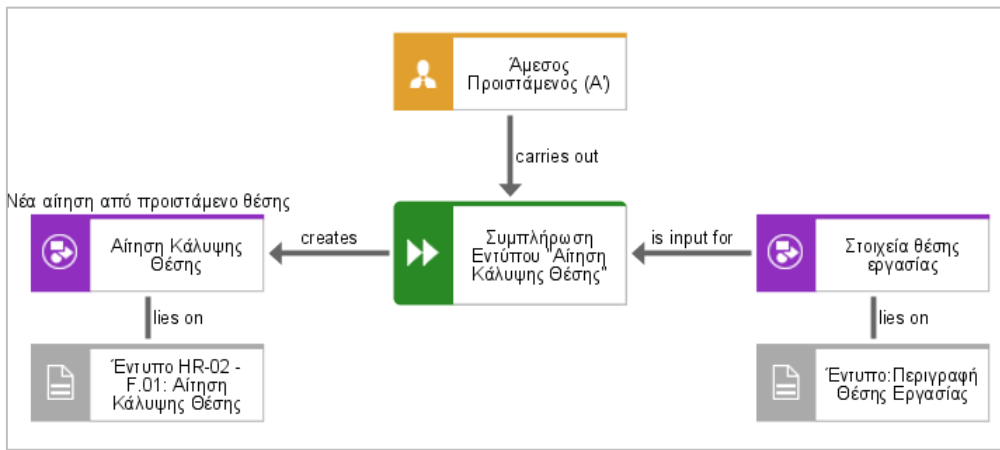 Άμεσος
Προιστάμενος (Α')
carries out
Νέα αίτηση από προιστάμενο θέσης
Αίτηση Κάλυψης
Θέσης
creates
Συμπλήρωση
Εντύπου "Αίτηση
Κάλυψης Θέσης"
is input for
Στοιχεία θέσης
εργασίας
lies on
lies on
Έντυπο HR-02 -
F.01: Αίτηση
Κάλυψης Θέσης
Έντυπο:Περιγραφή
Θέσης Εργασίας